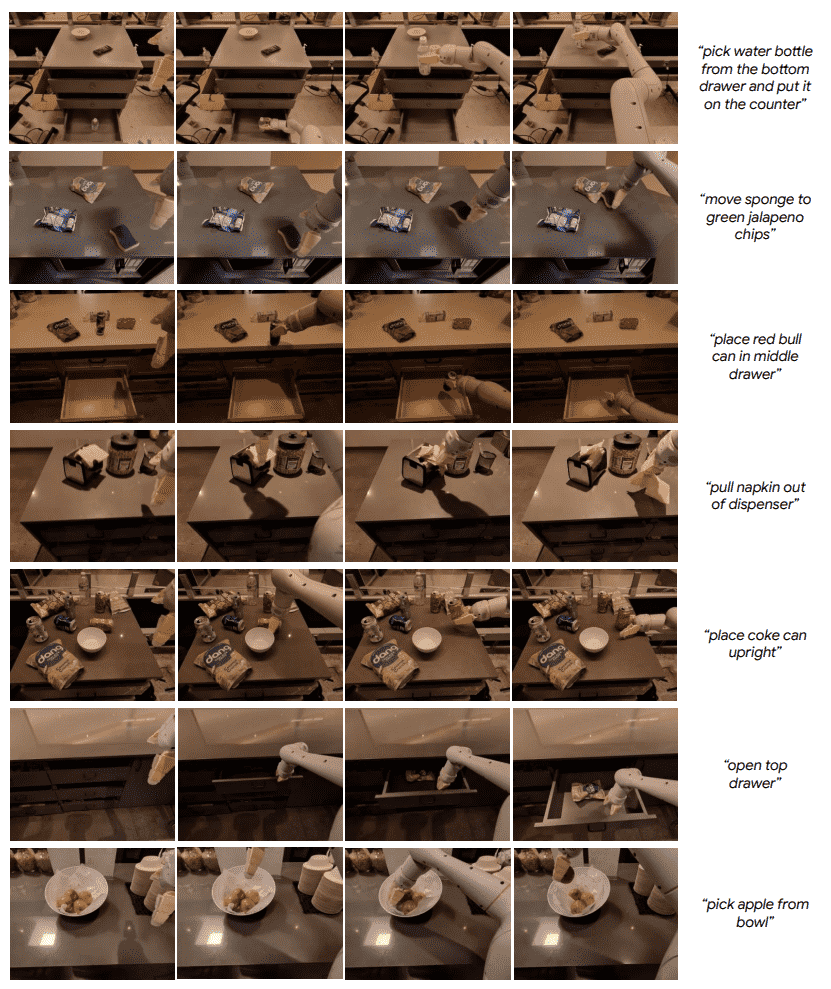 “pick water bottle
from the bottom
drawer and put it
on the counter”
“move sponge to
green jalapeno
chips”
“place red bull
can in middle
drawer”
“pull napkin out
of dispenser”
“place coke can
upright”
“open top
drawer”
“pick apple from
bowl”